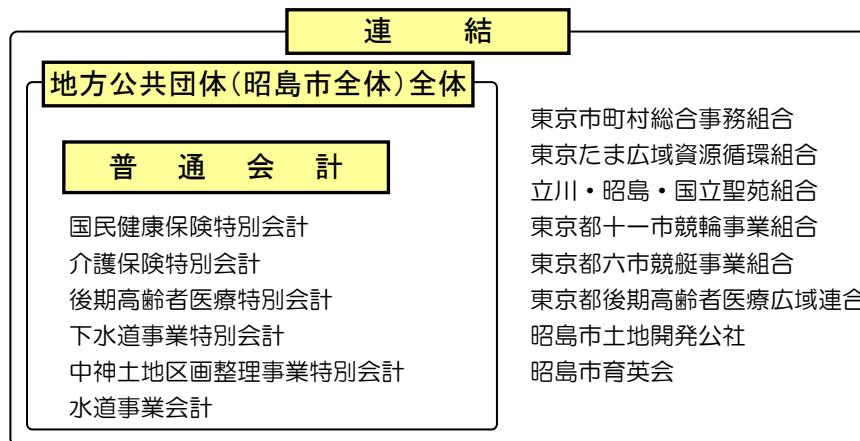 連　結
地方公共団体(昭島市全体)全体
普　通　会　計
国民健康保険特別会計
介護保険特別会計
後期高齢者医療特別会計
下水道事業特別会計
中神土地区画整理事業特別会計
水道事業会計
東京市町村総合事務組合
東京たま広域資源循環組合
立川・昭島・国立聖苑組合
東京都十一市競輪事業組合
東京都六市競艇事業組合
東京都後期高齢者医療広域連合
昭島市土地開発公社
昭島市育英会